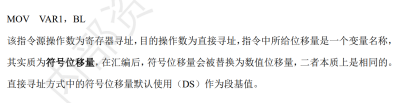 MOV VAR1，BL
该指令源操作数为寄存器寻址，目的操作数为直接寻址，指令中所给位移量是一个变量名称，
其实质为符号位移量，在汇编后，符号位移量会被替换为数值位移量，二者本质上是相同的。
直接寻址方式中的符号位移量默认使用（DS）作为段基值。